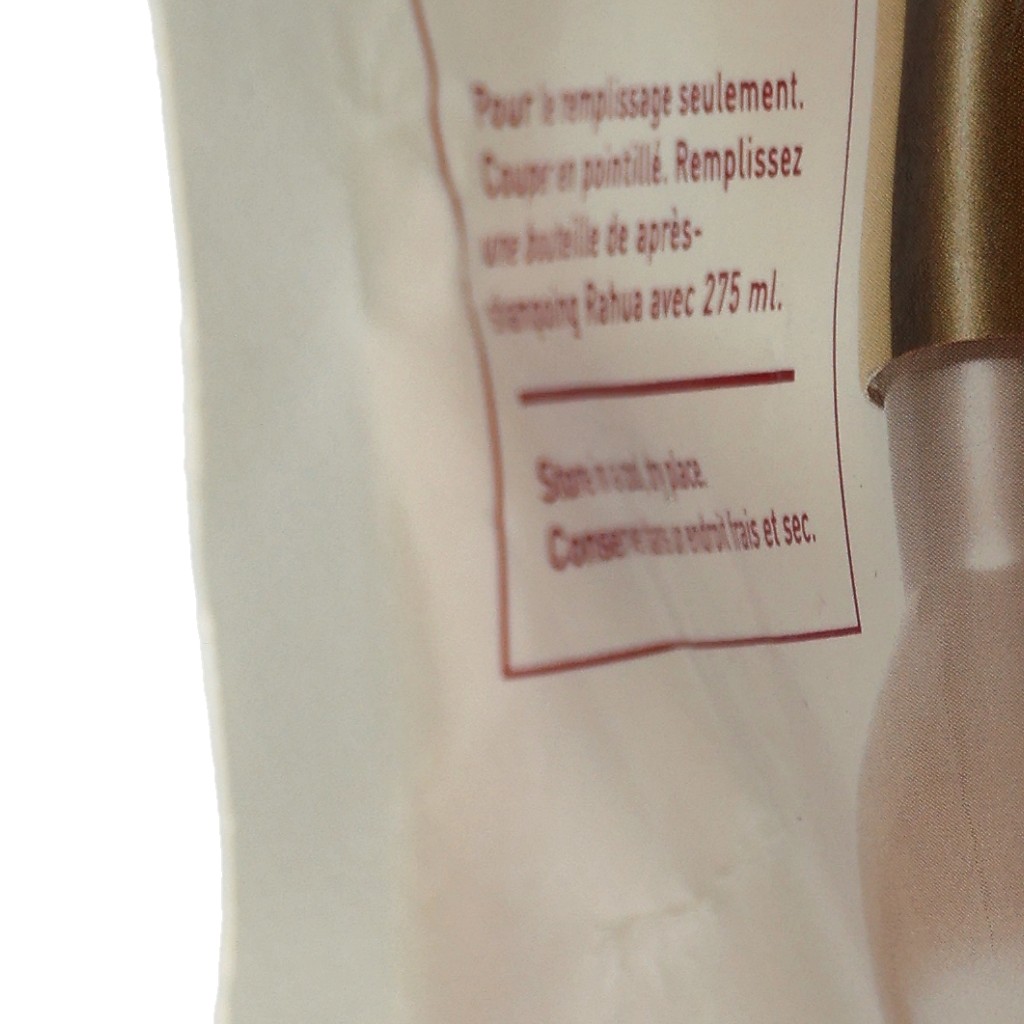 Pour le remplissage seulement.
Couper en pointillé. Remplissez
une bouteille de après-
shampoing Rahua avec 275 ml.
Store in a cool, dry place.
endroit frais et sec.